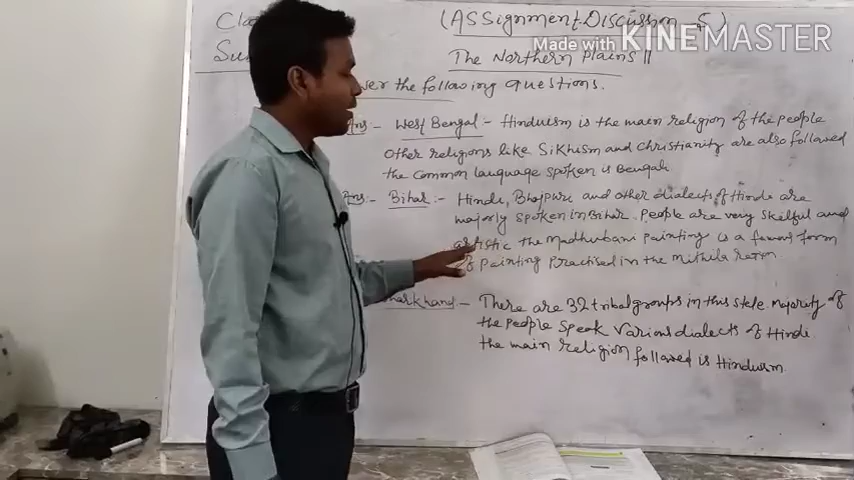 Cla
(Assignment Discussion - 5)
Made with KINEMASTER
Su
The Northern Plains II
wer the following questions.
Ans - West Bengal - Hinduism is the main religion of the people
other religions like Sikhism and Christianity are also followed
the common language spoken is Bengali.
Ans:- Bihar:- Hindi, Bhojpuri and other dialects of Hindi are
majorly spoken in Bihar. People are very skilful and
artistic the Madhubani painting is a famous form
of painting practised in the mithila
arkhand - There are 32 tribal groups in this state. Majority of
the people speak various dialects of Hindi.
the main religion followed is Hinduism.